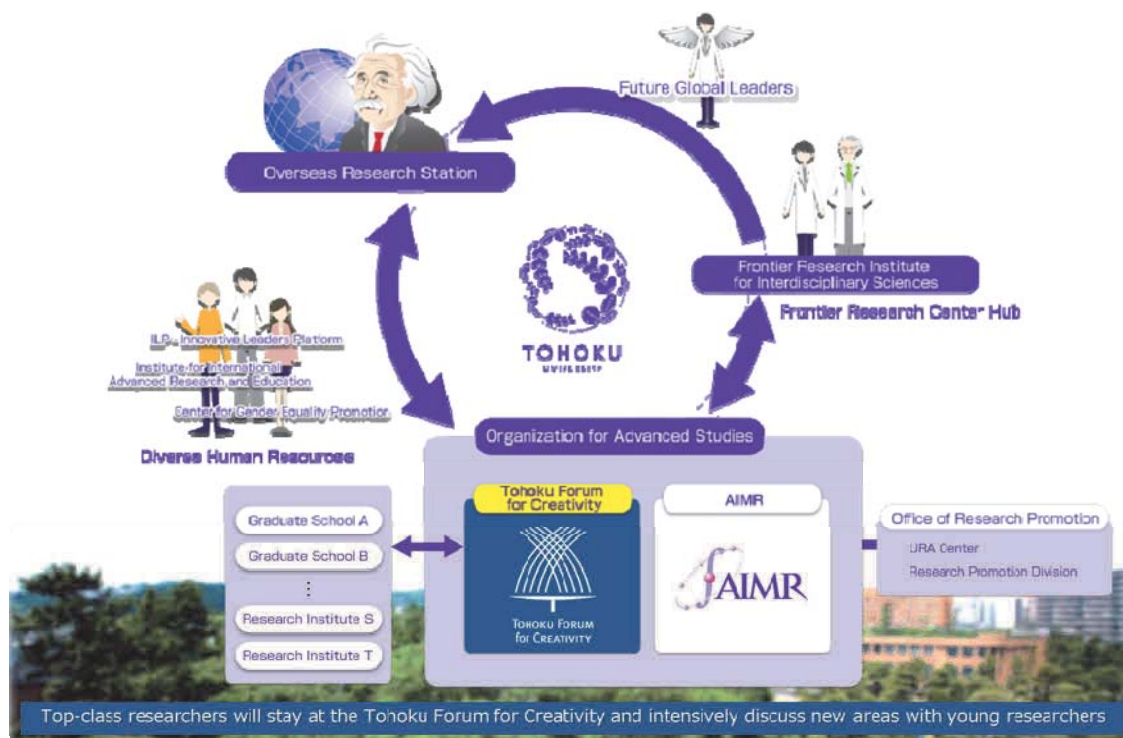 Future Global Leaders
Overseas Research Station
Frontier Research Institute
for Interdisciplinary Sciences
Frontier Research Center Hub
TOHOKU
UNIVERSITY
ILP - Innovative Leaders Platform
Institute for International
Advanced Research and Education
Center for Gender Equality Promotion
Diverse Human Resources
Organization for Advanced Studies
Tohoku Forum
for Creativity
AIMR
Graduate School A
Graduate School B
⋮
Research Institute S
Research Institute T
TOHOKU FORUM
FOR CREATIVITY
AIMR
Office of Research Promotion
URA Center
Research Promotion Division
Top-class researchers will stay at the Tohoku Forum for Creativity and intensively discuss new areas with young researchers